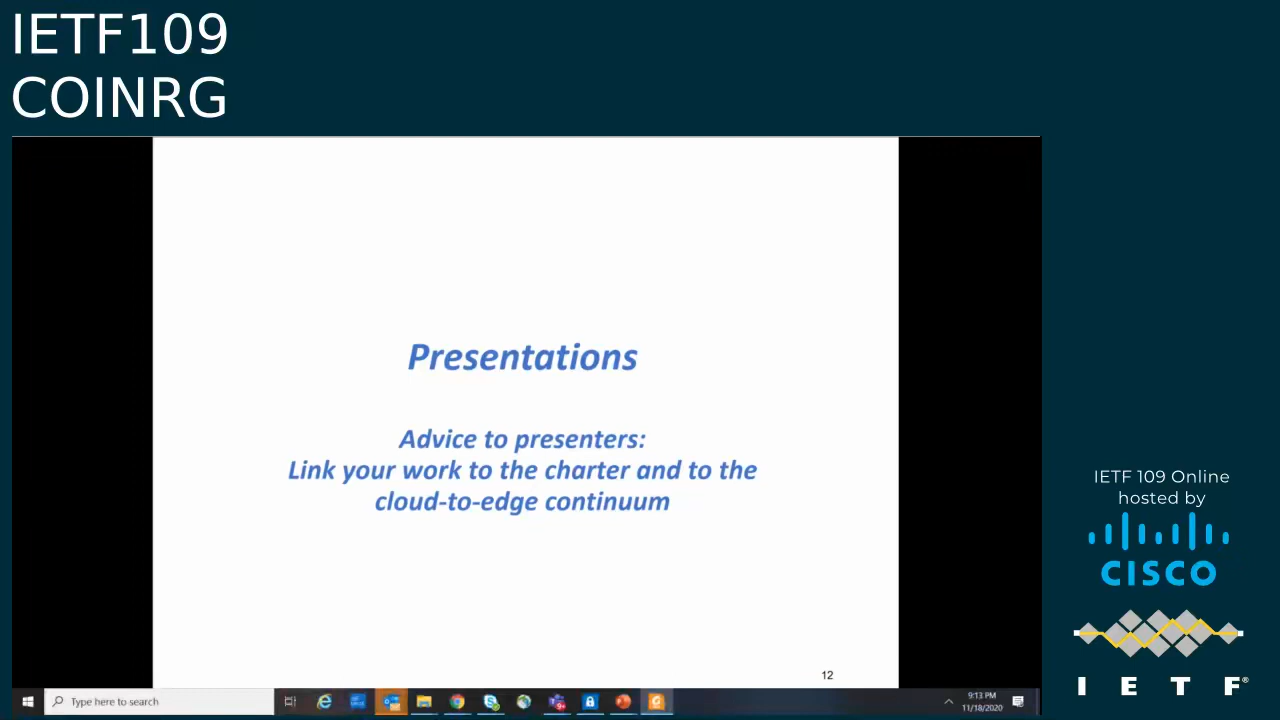 IETF109
COINRG
Presentations
Advice to presenters:
Link your work to the charter and to the
cloud-to-edge continuum
12
IETF 109 Online
hosted by
CISCO
I E T F®
Type here to search
9:13 PM
11/18/2020